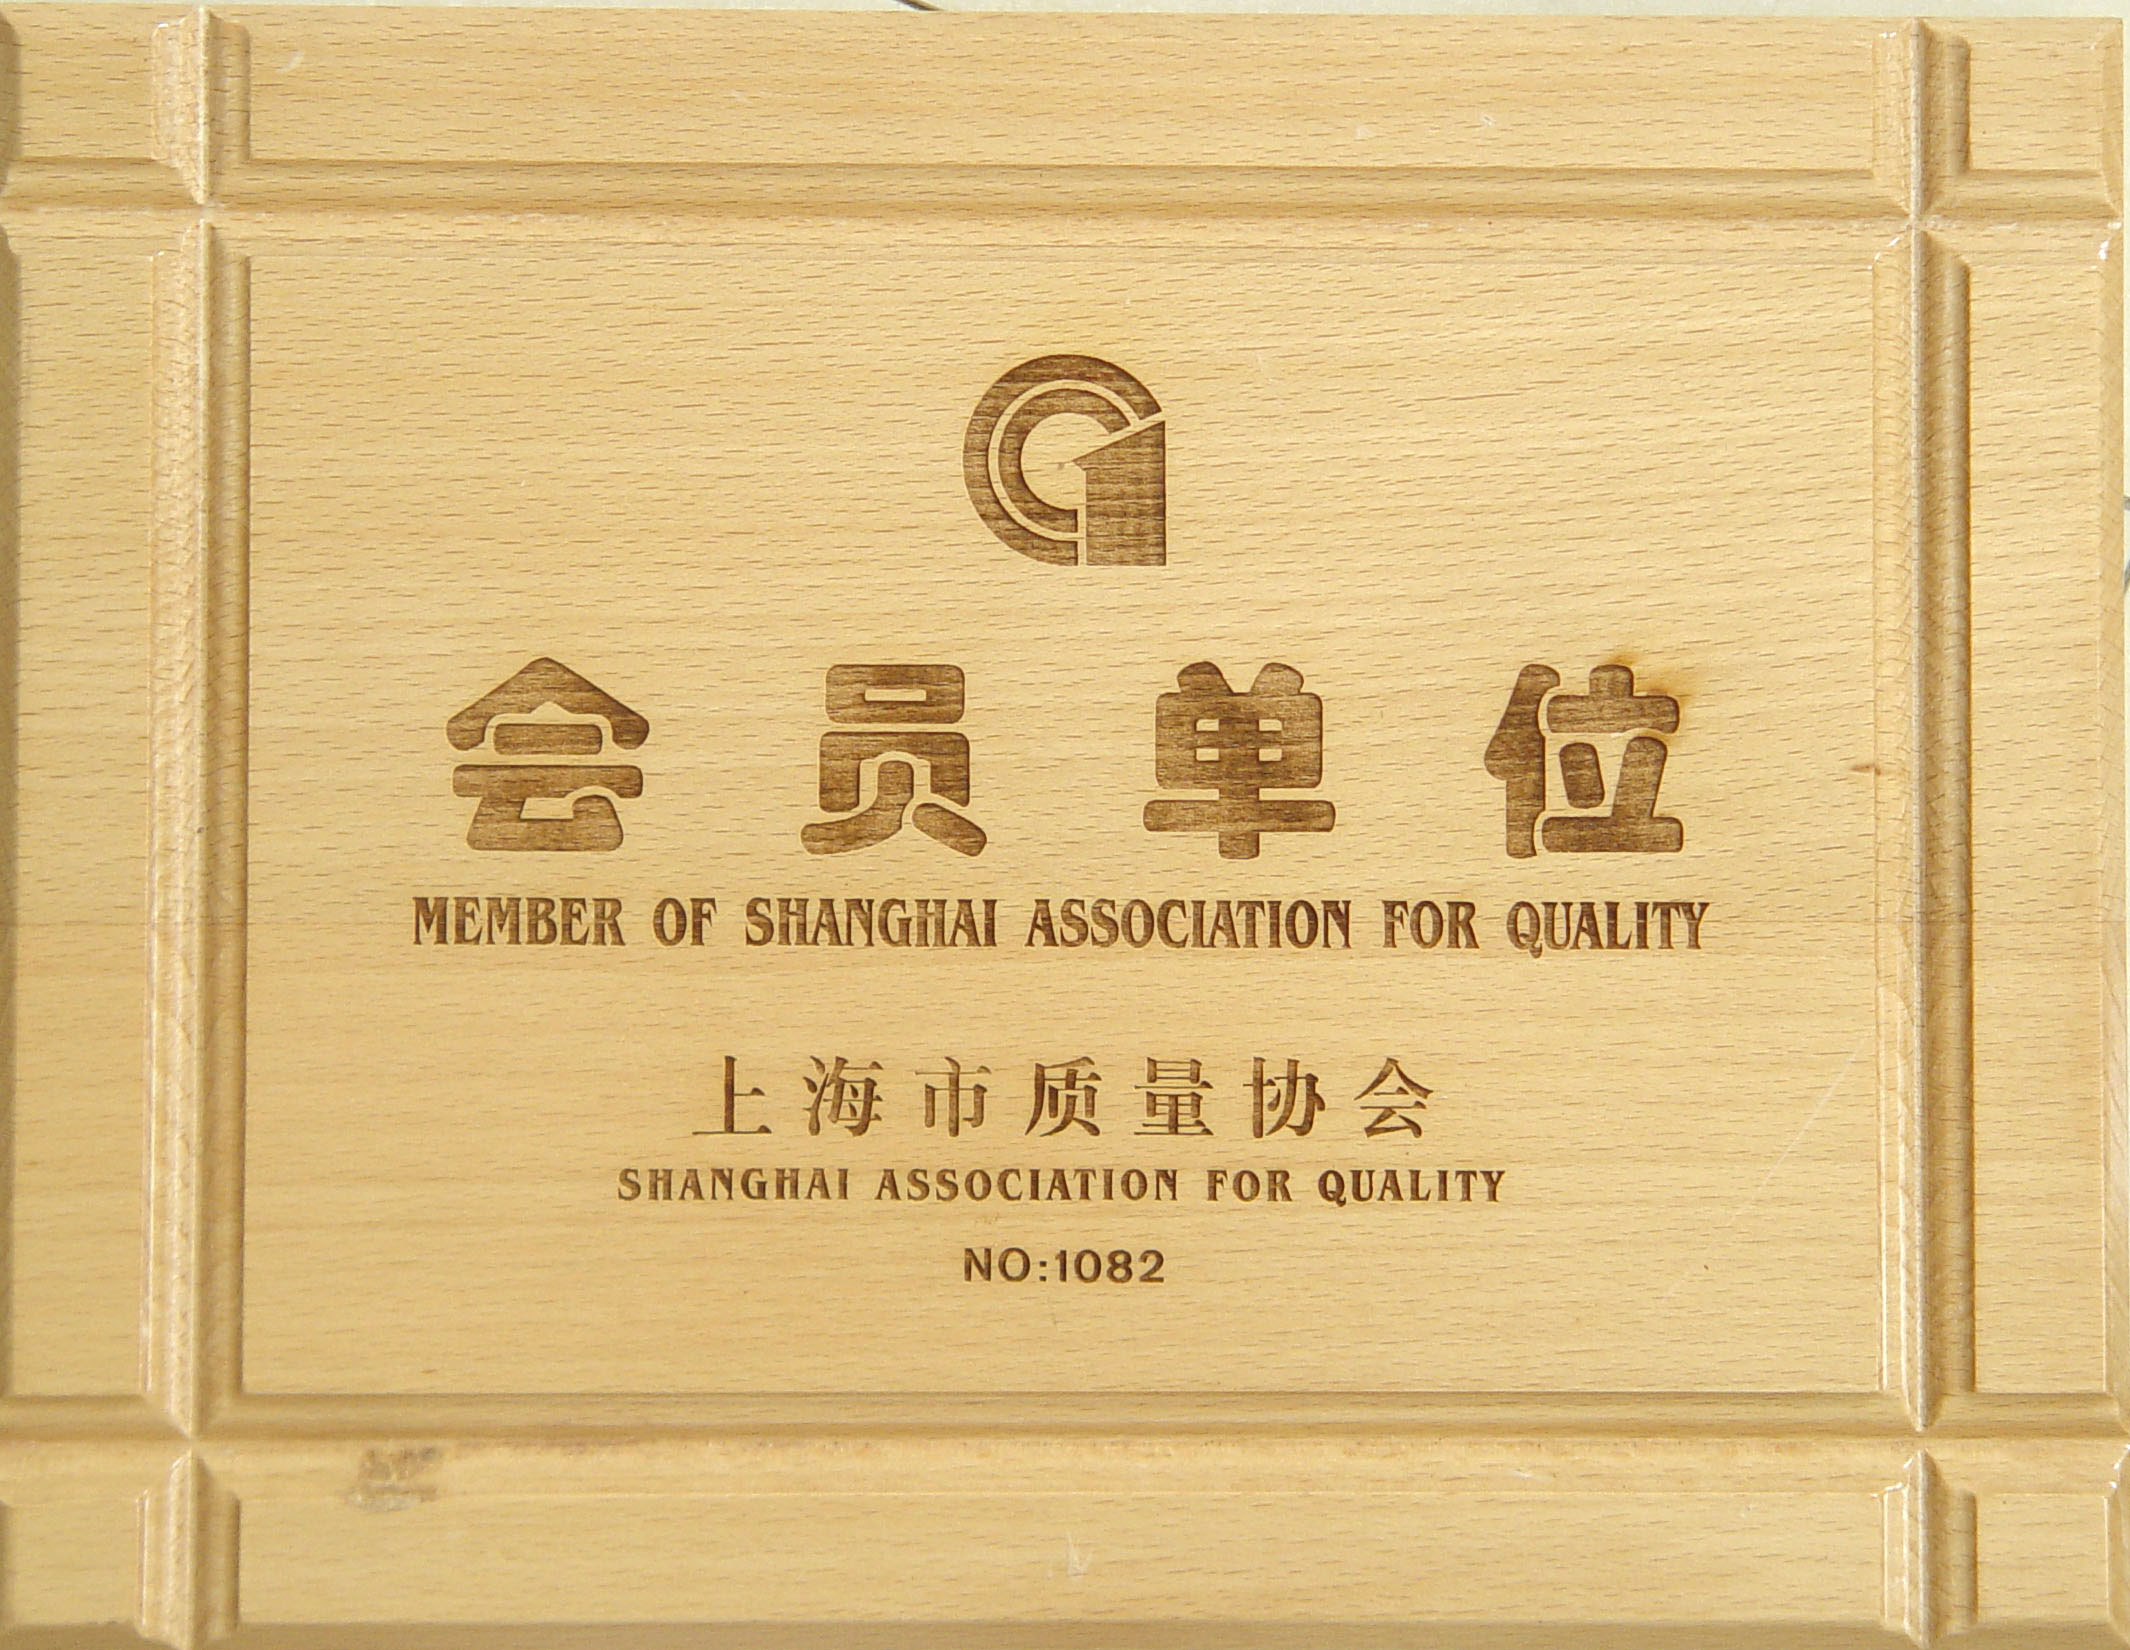 会员单位
MEMBER OF SHANGHAI ASSOCIATION FOR QUALITY
上海市质量协会
SHANGHAI ASSOCIATION FOR QUALITY
NO:1082